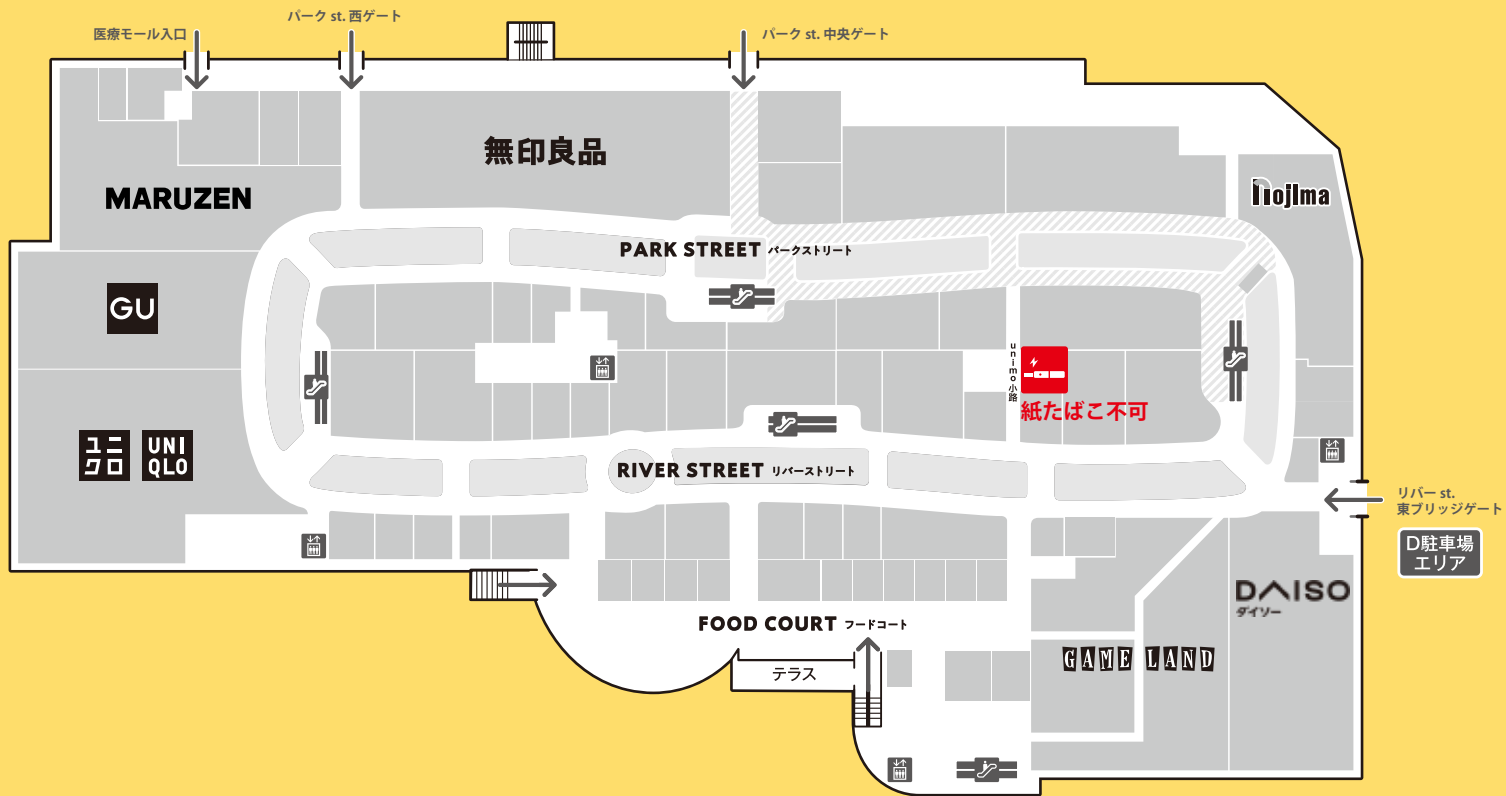 パーク st. 西ゲート
医療モール入口
パーク st. 中央ゲート
無印良品
MARUZEN
nojima
PARK STREET パークストリート
GU
unimo小路
紙たばこ不可
ユニ
クロ
UNI
QLO
RIVER STREET リバーストリート
リバー st.
東ブリッジゲート
D駐車場
エリア
DAISO
ダイソー
FOOD COURT フードコート
GAME LAND
テラス